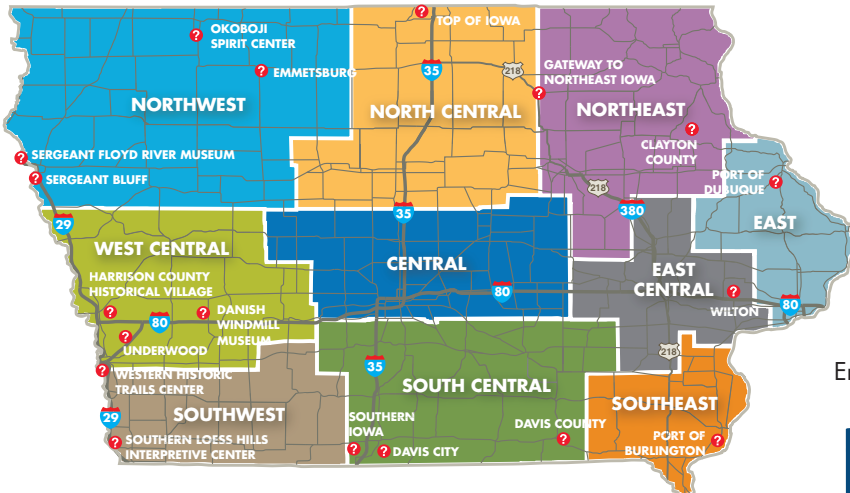 TOP OF IOWA
OKOBOJI
SPIRIT CENTER
EMMETSBURG
35
218
GATEWAY TO
NORTHEAST IOWA
NORTHWEST
NORTH CENTRAL
NORTHEAST
CLAYTON
COUNTY
SERGEANT FLOYD RIVER MUSEUM
SERGEANT BLUFF
PORT OF
DUBUQUE
218
380
35
29
EAST
WEST CENTRAL
CENTRAL
EAST
CENTRAL
HARRISON COUNTY
HISTORICAL VILLAGE
80
80
WILTON
DANISH
WINDMILL
MUSEUM
80
UNDERWOOD
218
35
WESTERN HISTORIC
TRAILS CENTER
SOUTH CENTRAL
SOUTHEAST
SOUTHWEST
29
SOUTHERN
IOWA
DAVIS COUNTY
SOUTHERN LOESS HILLS
INTERPRETIVE CENTER
DAVIS CITY
PORT OF
BURLINGTON